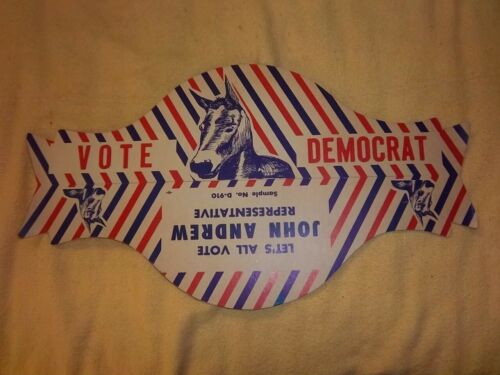 VOTE DEMOCRAT
LET'S ALL VOTE
JOHN ANDREW
REPRESENTATIVE
Sample No. D-910